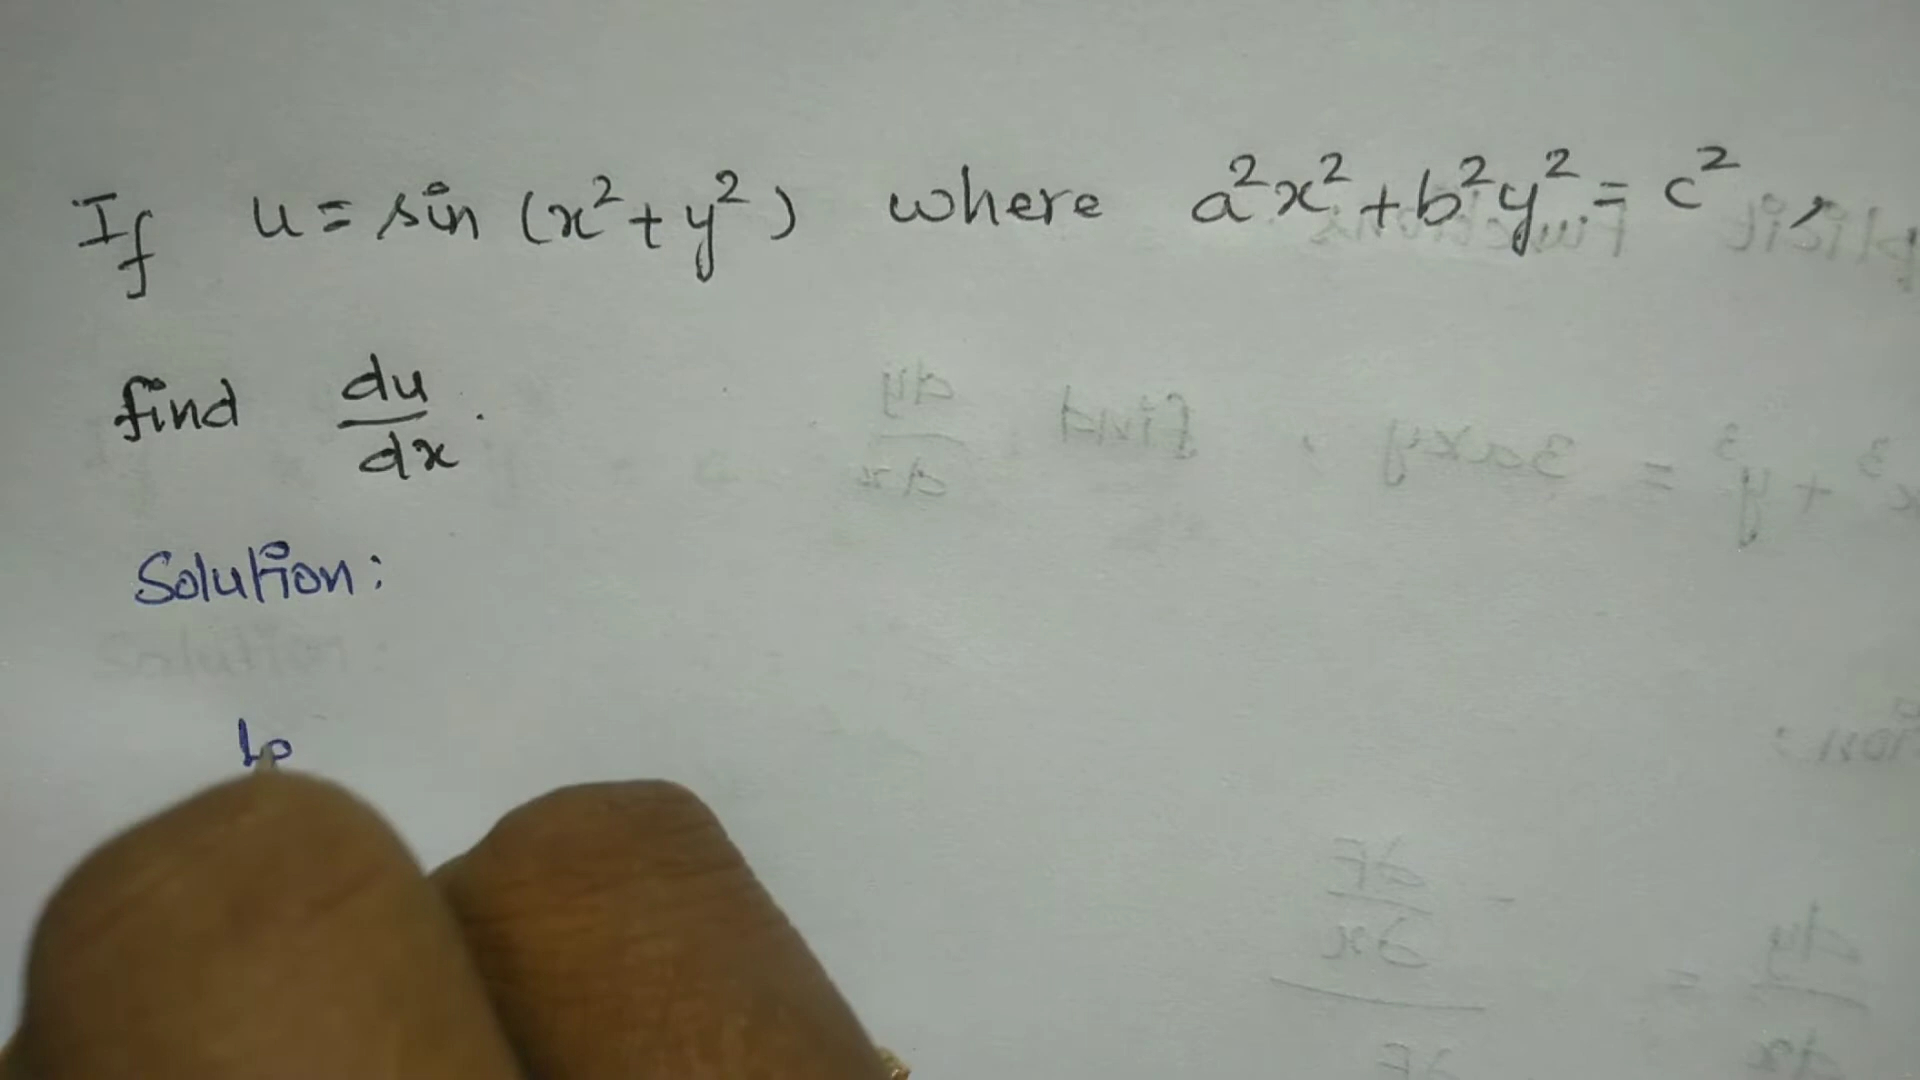 If u = sin (x² + y²) where a²x² + b²y² = c²,
find du/dx.
Solution: